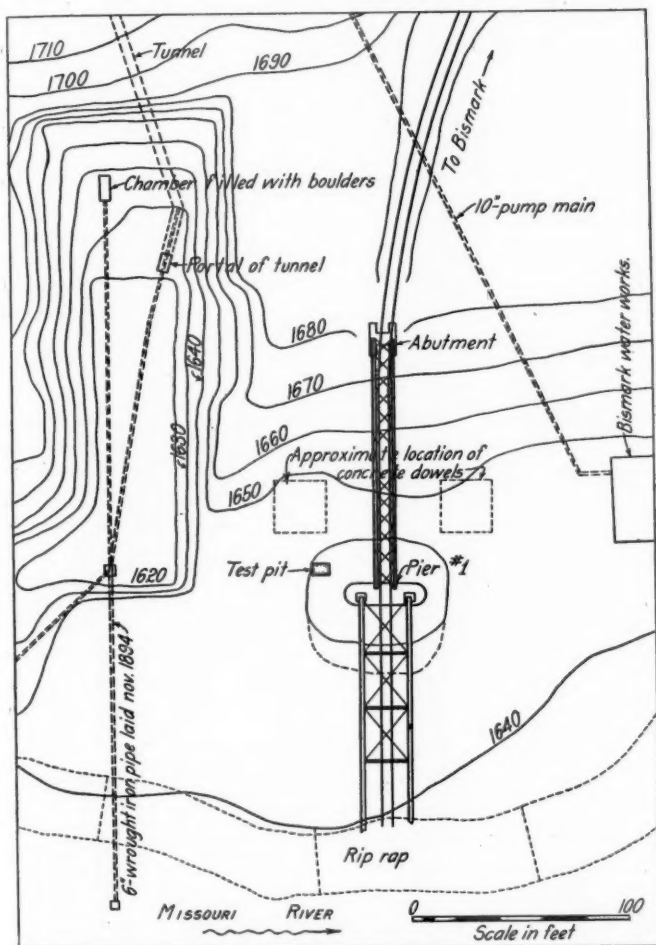 1710
Tunnel
1700
1690
To Bismark
Chamber filled with boulders
10"pump main
Portal of tunnel
1640
1680
Abutment
1630
1670
Bismark water works.
1660
Approximate location of
concrete dowels
1650
Test pit
Pier #1
1620
6"wrought iron pipe laid nov. 1894
1640
Rip rap
MISSOURI RIVER
0 100
Scale in feet